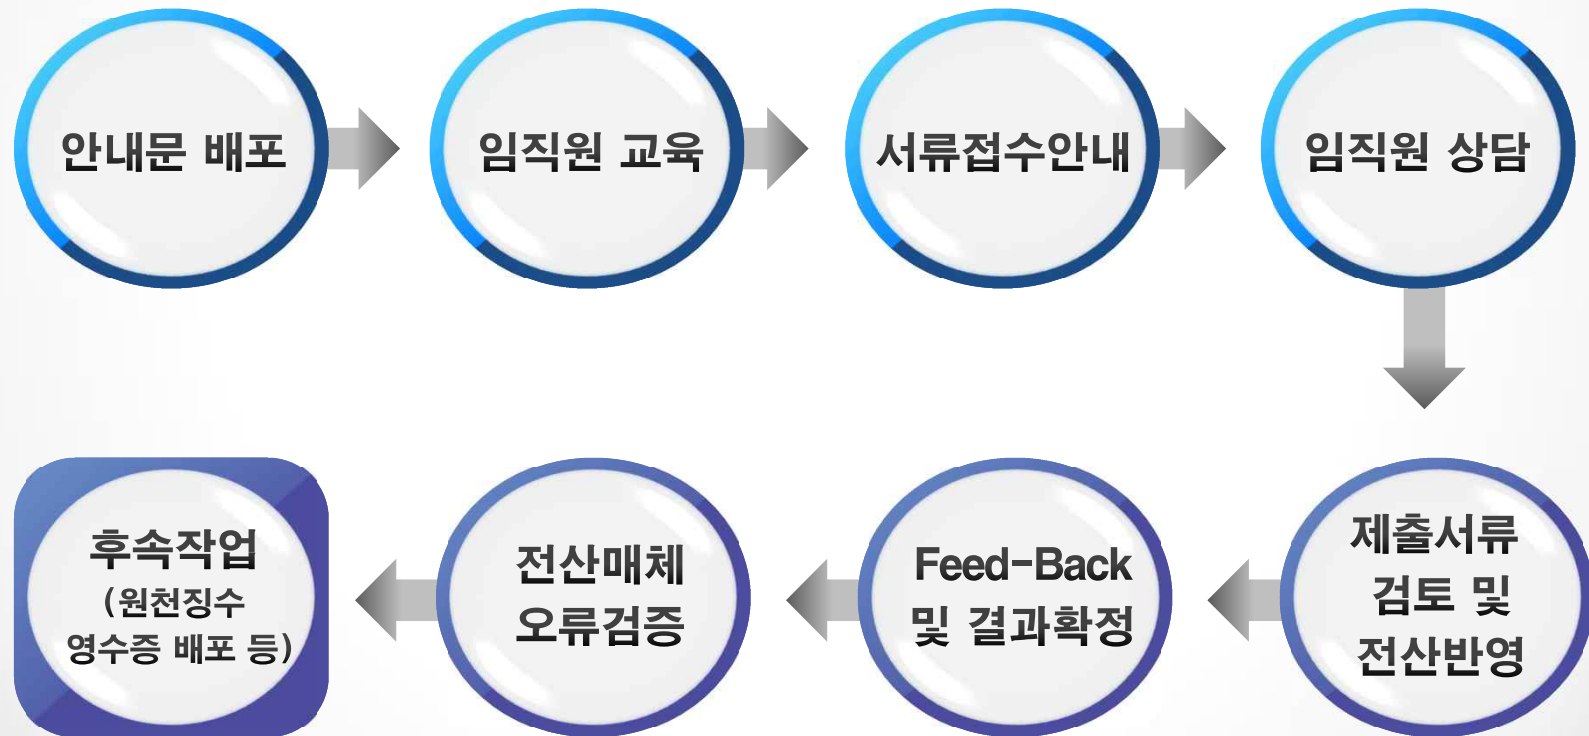 안내문 배포
임직원 교육
서류접수안내
임직원 상담
제출서류
검토 및
전산반영
Feed-Back
및 결과확정
전산매체
오류검증
후속작업
(원천징수
영수증 배포 등)